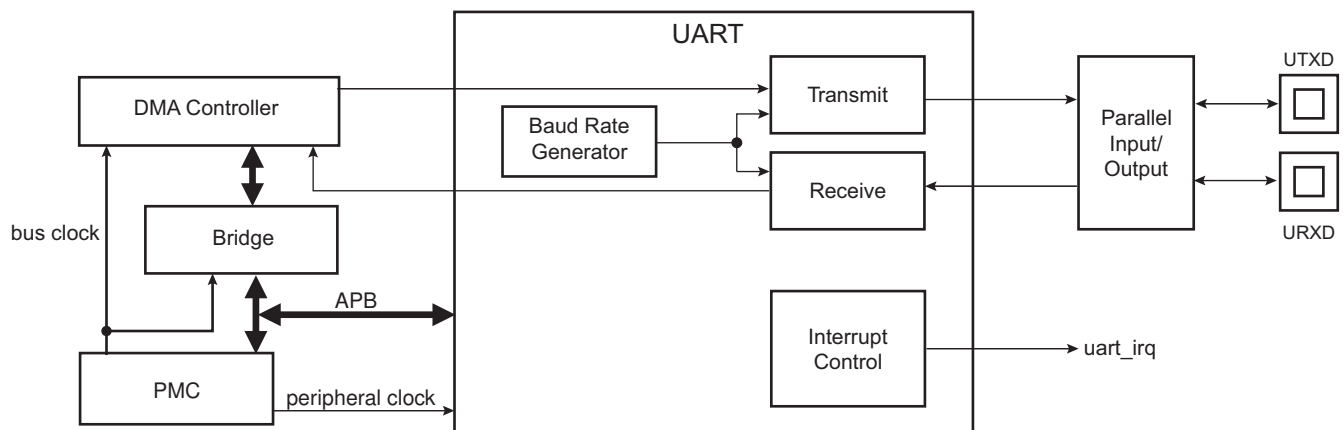 UART
UTXD
DMA Controller
Transmit
Baud Rate
Generator
Parallel
Input/
Output
Receive
bus clock
Bridge
URXD
APB
Interrupt
Control
uart_irq
PMC
peripheral clock